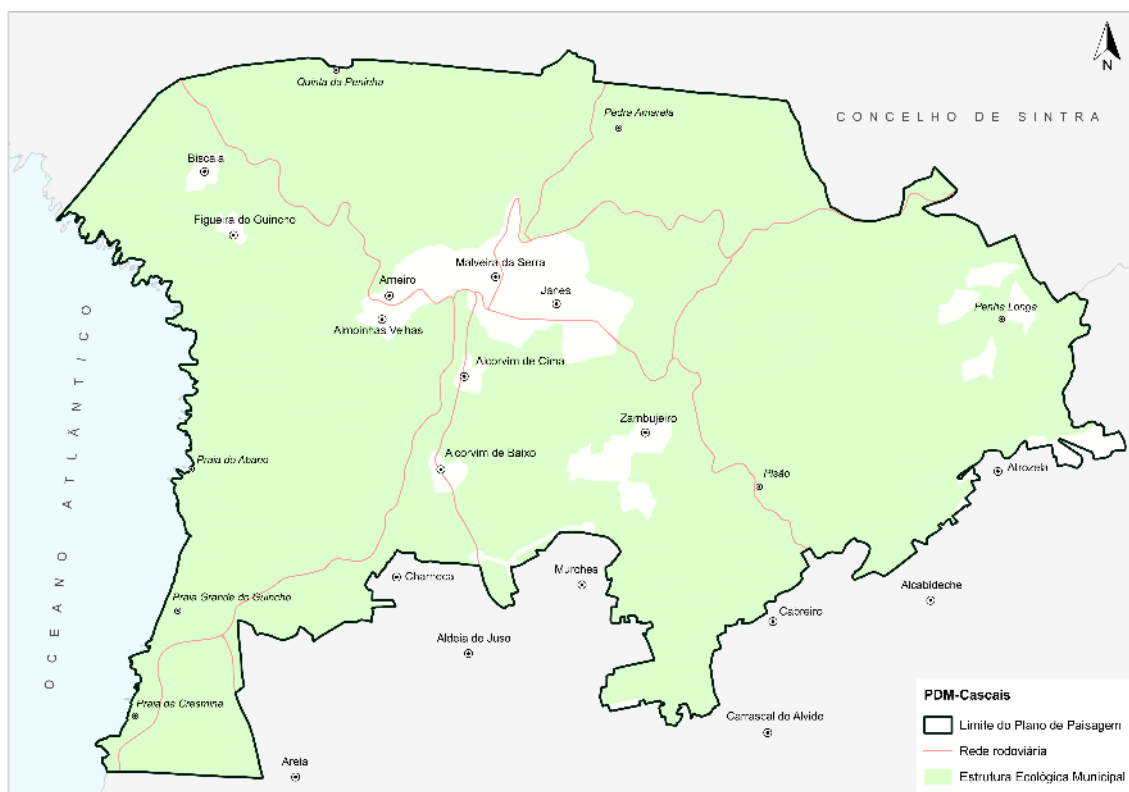 N
CONCELHO DE SINTRA
Quinta da Peninha
Pedra Amarela
Biscaia
Figueira do Guincho
Malveira da Serra
Arneiro
Janes
Penha Longa
Almoinhas Velhas
Alcorvim de Cima
OCEANO ATLÂNTICO
Zambujeiro
Alcorvim de Baixo
Praia do Abano
Atrozela
Pisão
Charneca
Murches
Alcabideche
Praia Grande do Guincho
Cabreiro
Aldeia de Juso
Praia da Cresmina
Carrascal do Alvide
Areia
PDM-Cascais
Limite do Plano de Paisagem
Rede rodoviária
Estrutura Ecológica Municipal